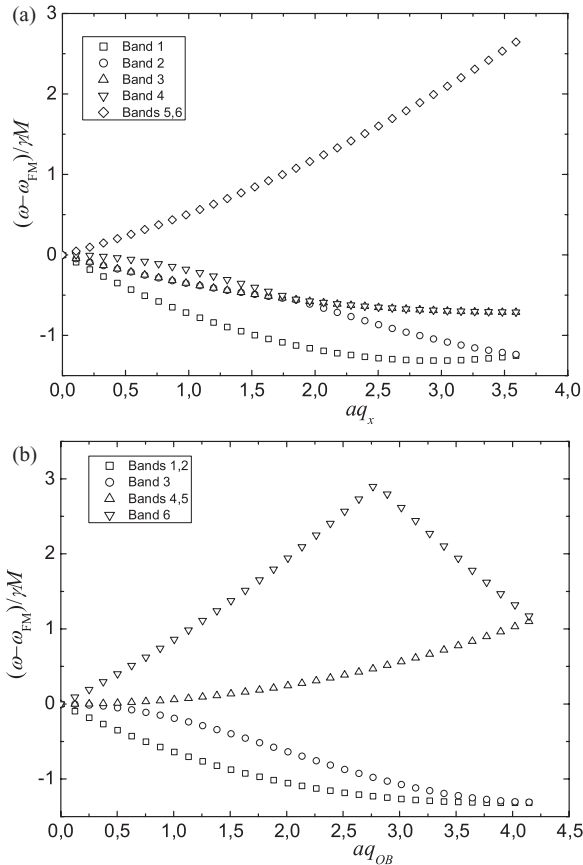 (a)
3
2
1
0
-1
Band 1
Band 2
Band 3
Band 4
Bands 5,6
(ω−ω_FM)/γM
0,0 0,5 1,0 1,5 2,0 2,5 3,0 3,5 4,0
aq_x
(b)
3
2
1
0
-1
Bands 1,2
Band 3
Bands 4,5
Band 6
(ω−ω_FM)/γM
0,0 0,5 1,0 1,5 2,0 2,5 3,0 3,5 4,0 4,5
aq_OB